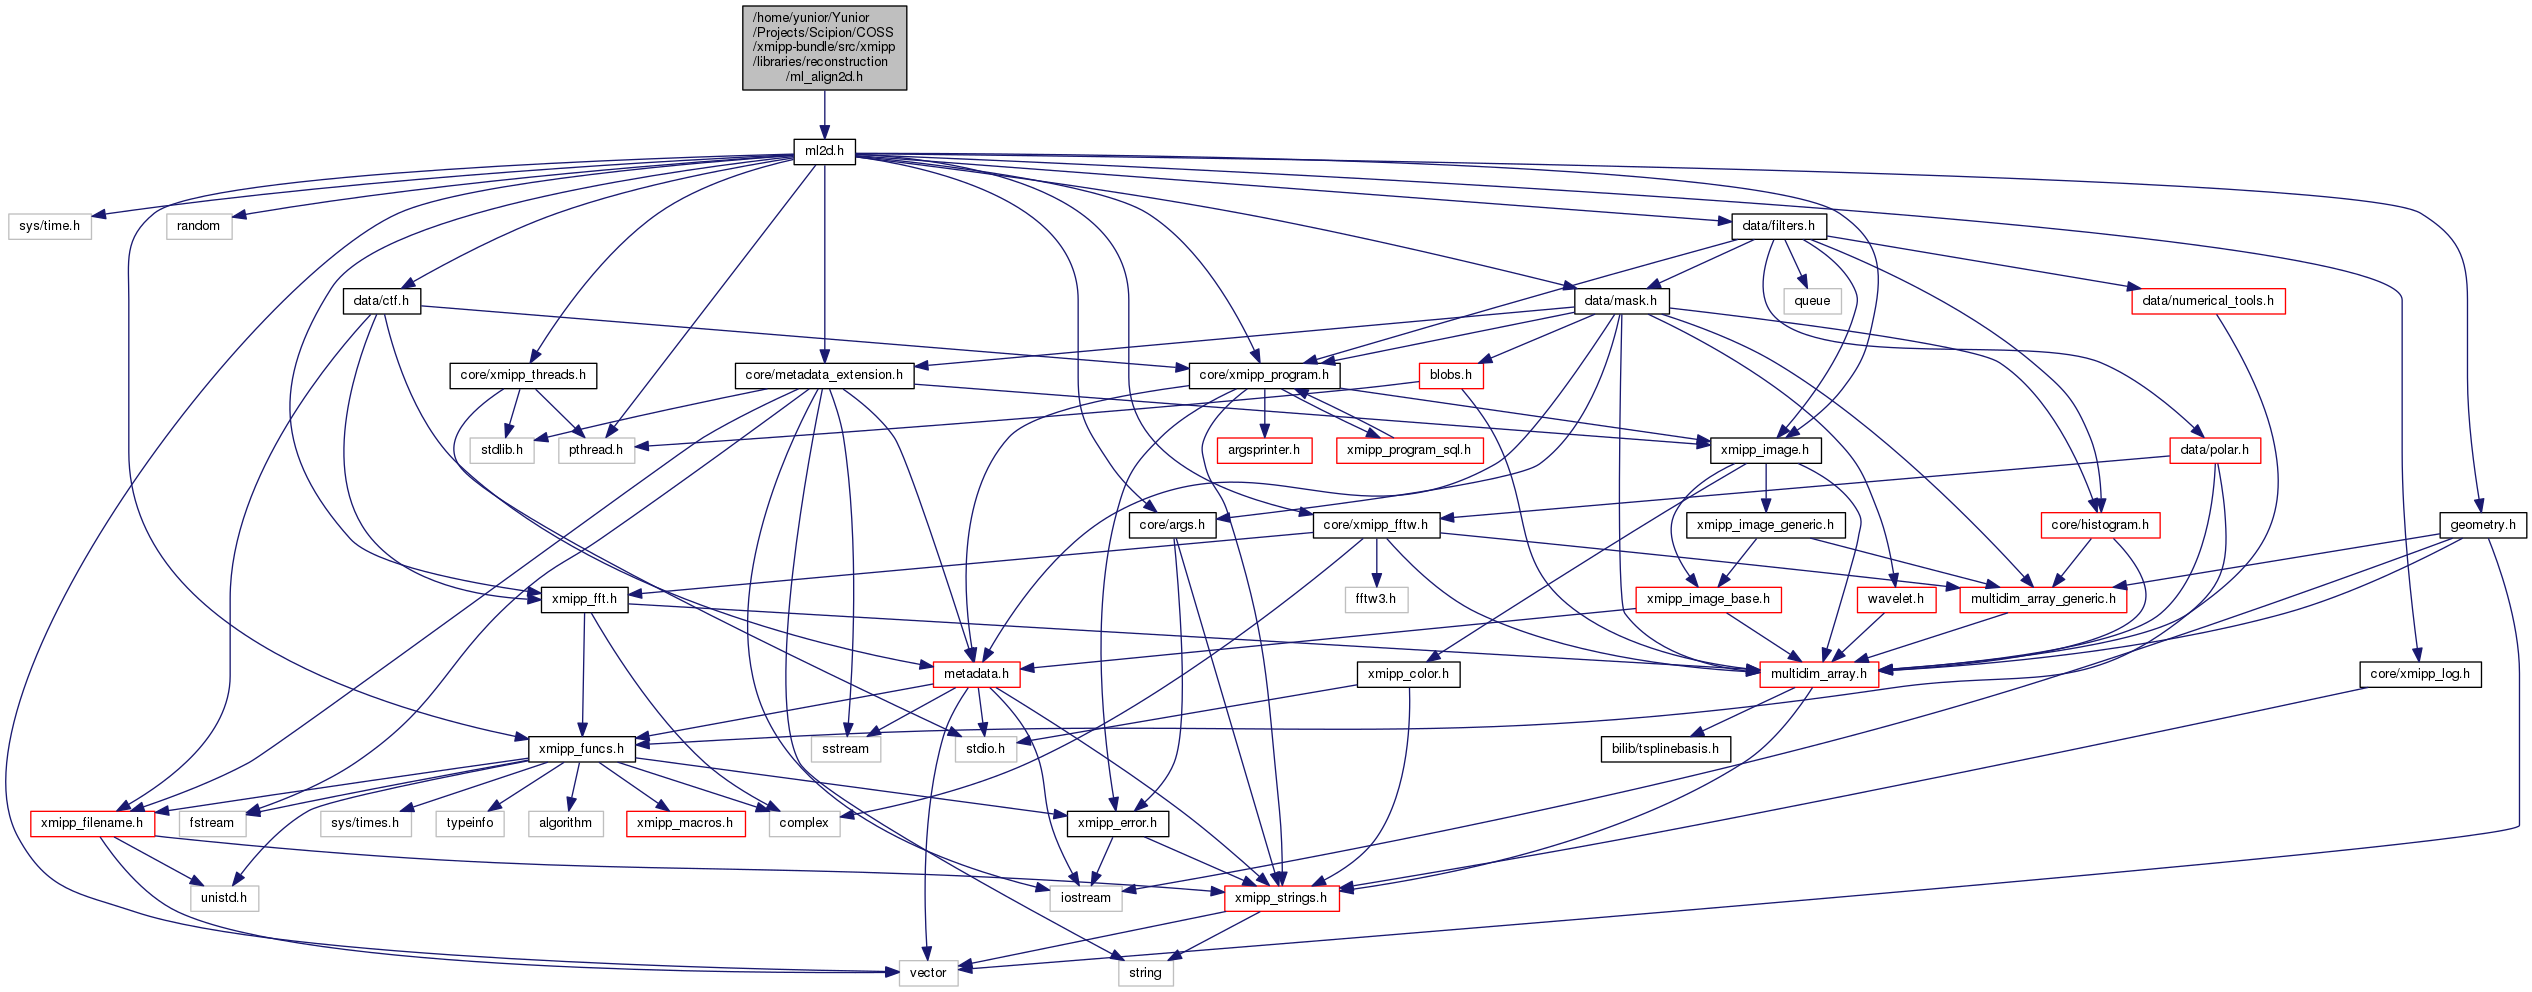 /home/yunior/Yunior
/Projects/Scipion/COSS
/xmipp-bundle/src/xmipp
/libraries/reconstruction
/ml_align2d.h
ml2d.h
sys/time.h
random
data/filters.h
data/ctf.h
data/mask.h
queue
data/numerical_tools.h
core/xmipp_threads.h
core/metadata_extension.h
core/xmipp_program.h
blobs.h
stdlib.h
pthread.h
argsprinter.h
xmipp_program_sql.h
xmipp_image.h
data/polar.h
core/args.h
core/xmipp_fftw.h
xmipp_image_generic.h
core/histogram.h
geometry.h
xmipp_fft.h
fftw3.h
xmipp_image_base.h
wavelet.h
multidim_array_generic.h
metadata.h
xmipp_color.h
multidim_array.h
core/xmipp_log.h
xmipp_funcs.h
sstream
stdio.h
bilib/tsplinebasis.h
xmipp_filename.h
fstream
sys/times.h
typeinfo
algorithm
xmipp_macros.h
complex
xmipp_error.h
unistd.h
iostream
xmipp_strings.h
vector
string